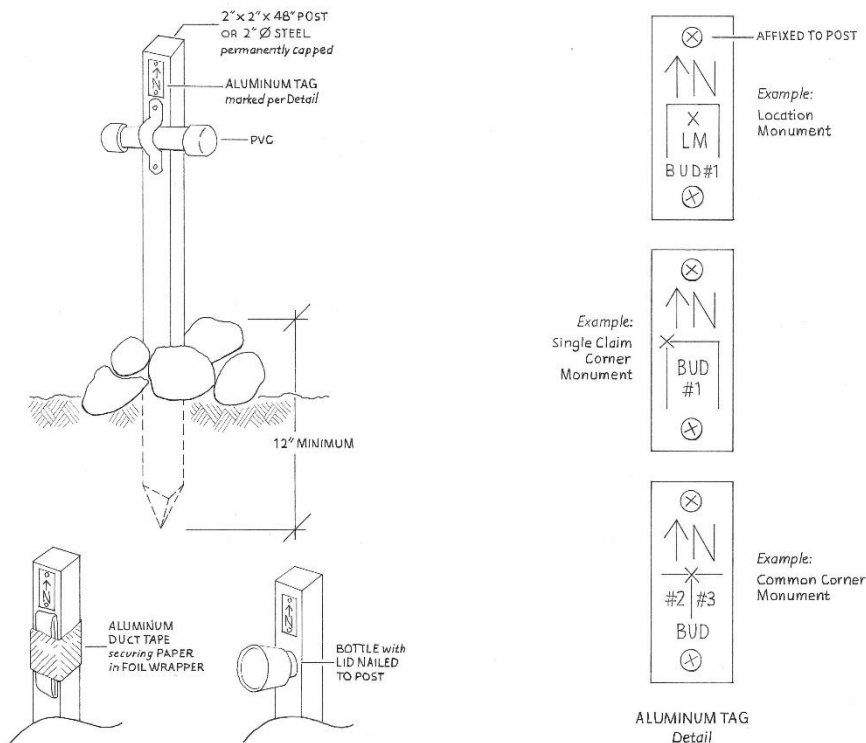 2" x 2" x 48" POST
OR 2" Ø STEEL
permanently capped
ALUMINUM TAG
marked per Detail
PVC
12" MINIMUM
ALUMINUM
DUCT TAPE
securing PAPER
in FOIL WRAPPER
BOTTLE with
LID NAILED
TO POST
N
N
N
AFFIXED TO POST
N
X
LM
BUD#1
Example:
Location
Monument
N
X
BUD
#1
Example:
Single Claim
Corner
Monument
N
X
#2 #3
BUD
Example:
Common Corner
Monument
ALUMINUM TAG
Detail